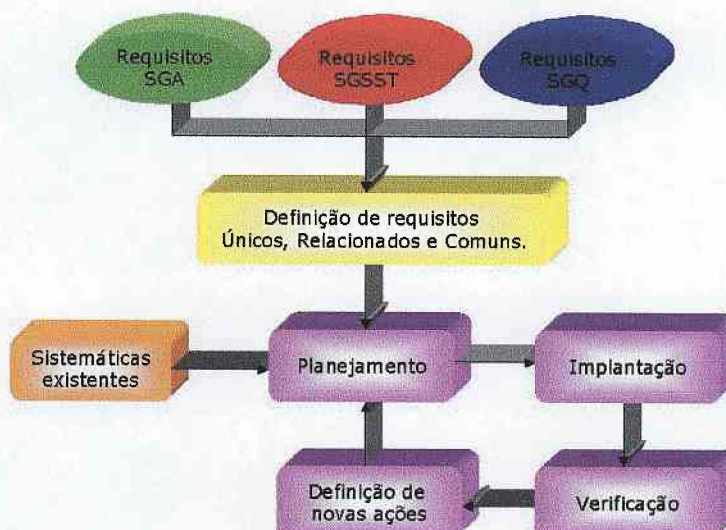 Requisitos
SGA
Requisitos
SGSST
Requisitos
SGQ
Definição de requisitos
Únicos, Relacionados e Comuns.
Sistemáticas
existentes
Planejamento
Implantação
Definição de
novas ações
Verificação